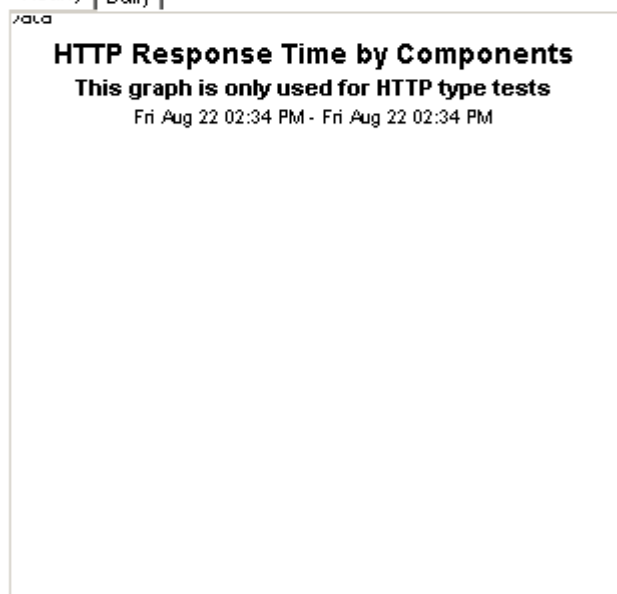 Daily
HTTP Response Time by Components
This graph is only used for HTTP type tests
Fri Aug 22 02:34 PM - Fri Aug 22 02:34 PM